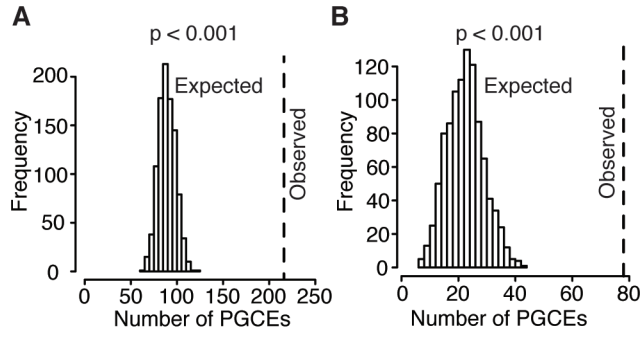 A
p < 0.001
200
150
100
50
0
Frequency
Expected
Observed
0 50 100 150 200 250
Number of PGCEs
B
p < 0.001
120
100
80
60
40
20
0
Frequency
Expected
Observed
0 20 40 60 80
Number of PGCEs